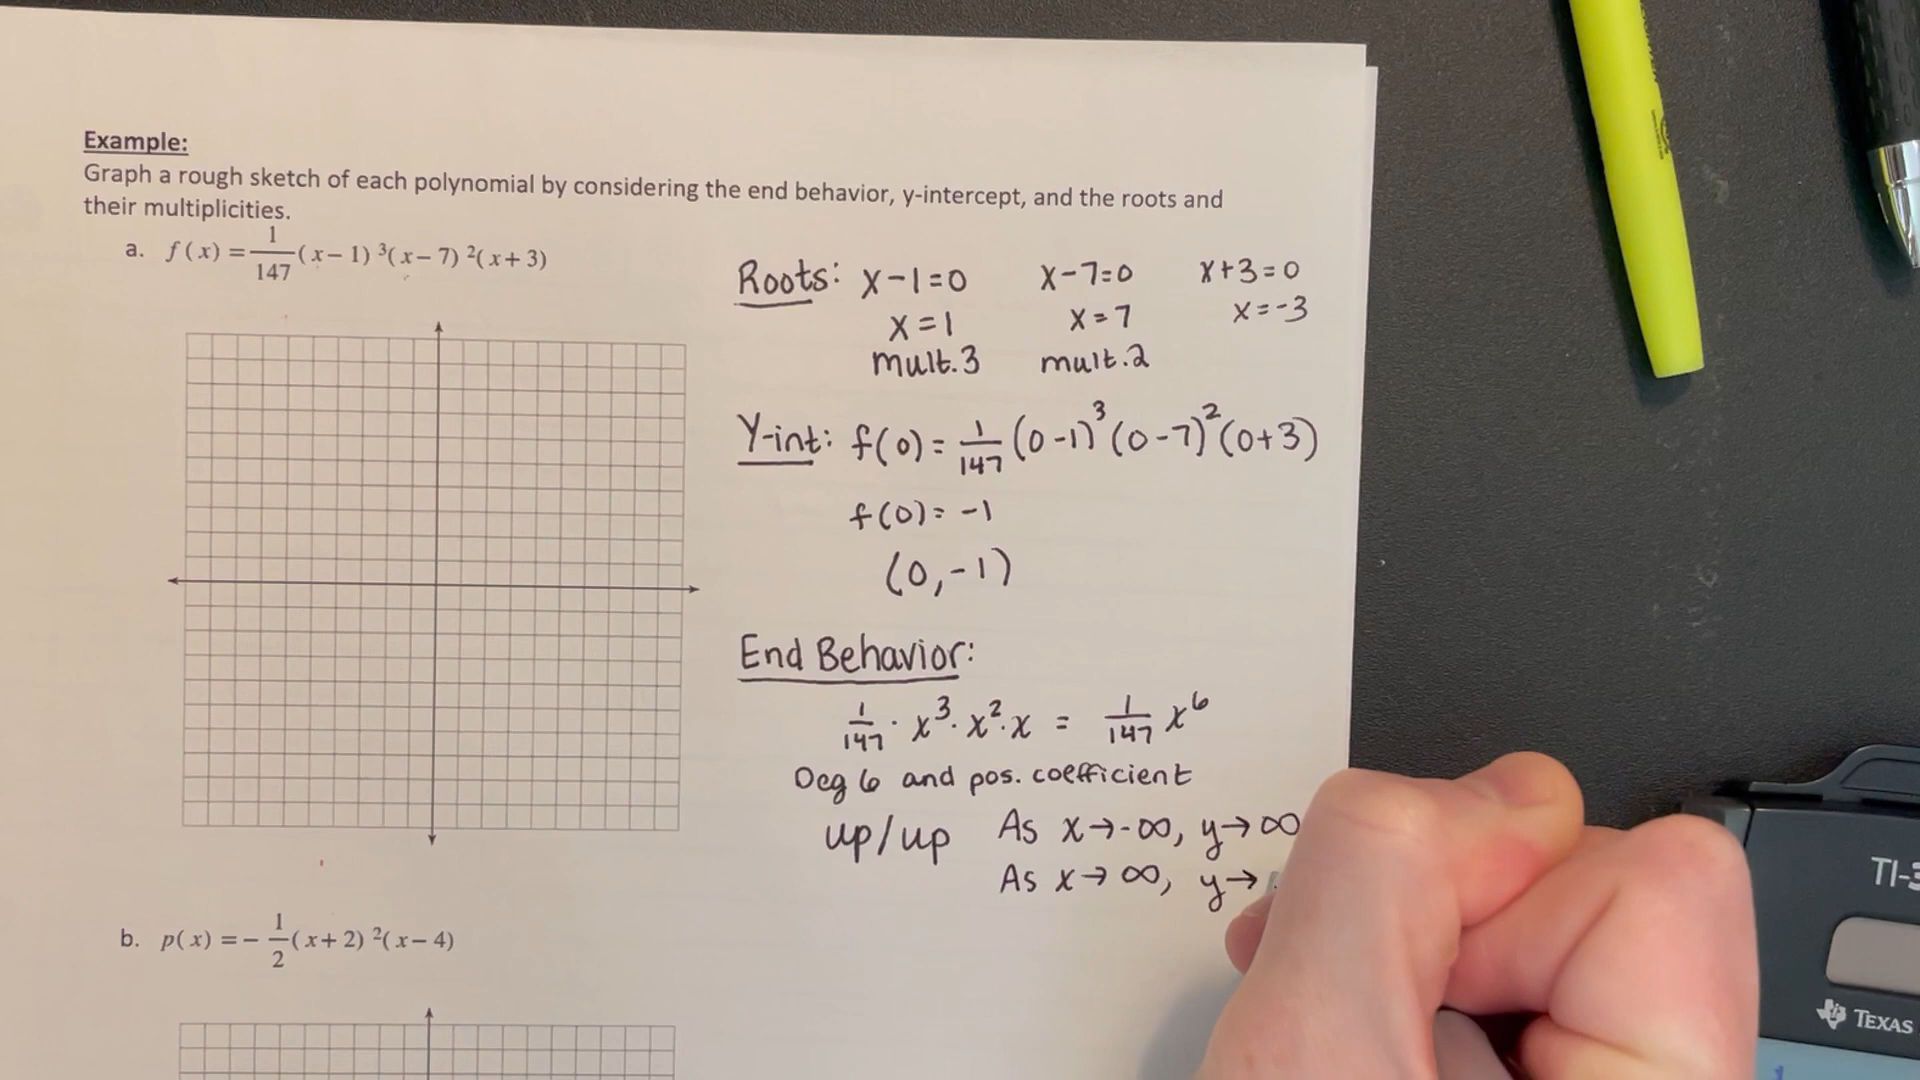 Example:
Graph a rough sketch of each polynomial by considering the end behavior, y-intercept, and the roots and
their multiplicities.
a. f(x) = 1/147 (x − 1)³(x − 7)²(x + 3)
Roots: x-1=0 x-7=0 x+3=0
x=1 x=7 x=-3
mult.3 mult.2
Y-int: f(0) = 1/147 (0-1)³(0-7)²(0+3)
f(0) = -1
(0,-1)
End Behavior:
1/147 · x³ · x² · x = 1/147 x⁶
Deg 6 and pos. coefficient
up/up As x→-∞, y→∞
As x→∞, y→
b. p(x) = − 1/2 (x + 2)²(x − 4)
TI-3
TEXAS